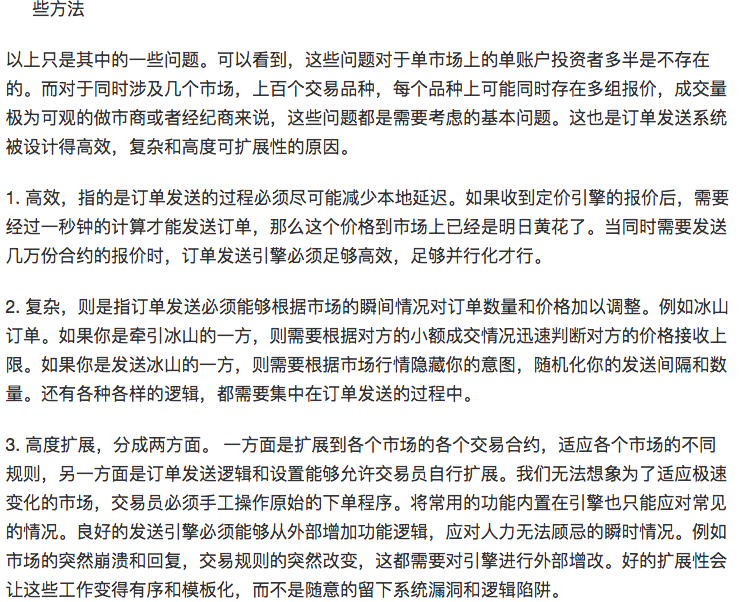 些方法
以上只是其中的一些问题。可以看到，这些问题对于单市场上的单账户投资者多半是不存在
的。而对于同时涉及几个市场，上百个交易品种，每个品种上可能同时存在多组报价，成交量
极为可观的做市商或者经纪商来说，这些问题都是需要考虑的基本问题。这也是订单发送系统
被设计得高效，复杂和高度可扩展性的原因。
1. 高效，指的是订单发送的过程必须尽可能减少本地延迟。如果收到定价引擎的报价后，需要
经过一秒钟的计算才能发送订单，那么这个价格到市场上已经是明日黄花了。当同时需要发送
几万份合约的报价时，订单发送引擎必须足够高效，足够并行化才行。
2. 复杂，则是指订单发送必须能够根据市场的瞬间情况对订单数量和价格加以调整。例如冰山
订单。如果你是牵引冰山的一方，则需要根据对方的小额成交情况迅速判断对方的价格接收上
限。如果你是发送冰山的一方，则需要根据市场行情隐藏你的意图，随机化你的发送间隔和数
量。还有各种各样的逻辑，都需要集中在订单发送的过程中。
3. 高度扩展，分成两方面。 一方面是扩展到各个市场的各个交易合约，适应各个市场的不同
规则，另一方面是订单发送逻辑和设置能够允许交易员自行扩展。我们无法想象为了适应极速
变化的市场，交易员必须手工操作原始的下单程序。将常用的功能内置在引擎也只能应对常见
的情况。良好的发送引擎必须能够从外部增加功能逻辑，应对人力无法顾忌的瞬时情况。例如
市场的突然崩溃和回复，交易规则的突然改变，这都需要对引擎进行外部增改。好的扩展性会
让这些工作变得有序和模板化，而不是随意的留下系统漏洞和逻辑陷阱。